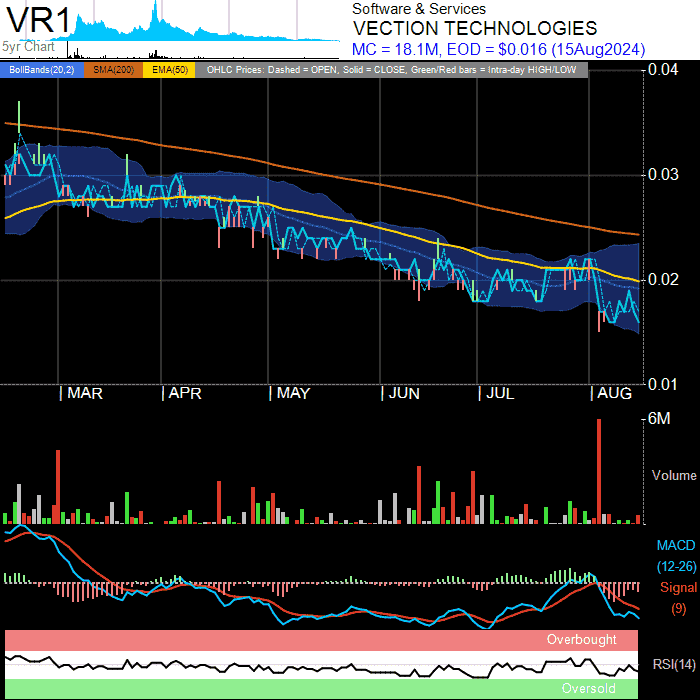 VR1
Software & Services
VECTION TECHNOLOGIES
5yr Chart
MC = 18.1M, EOD = $0.016 (15Aug2024)
BollBands(20,2) SMA(200) EMA(50) OHLC Prices: Dashed = OPEN, Solid = CLOSE, Green/Red bars = Intra-day HIGH/LOW
0.04
0.03
0.02
0.01
MAR APR MAY JUN JUL AUG
6M
Volume
MACD
(12-26)
Signal
(9)
Overbought
RSI(14)
Oversold